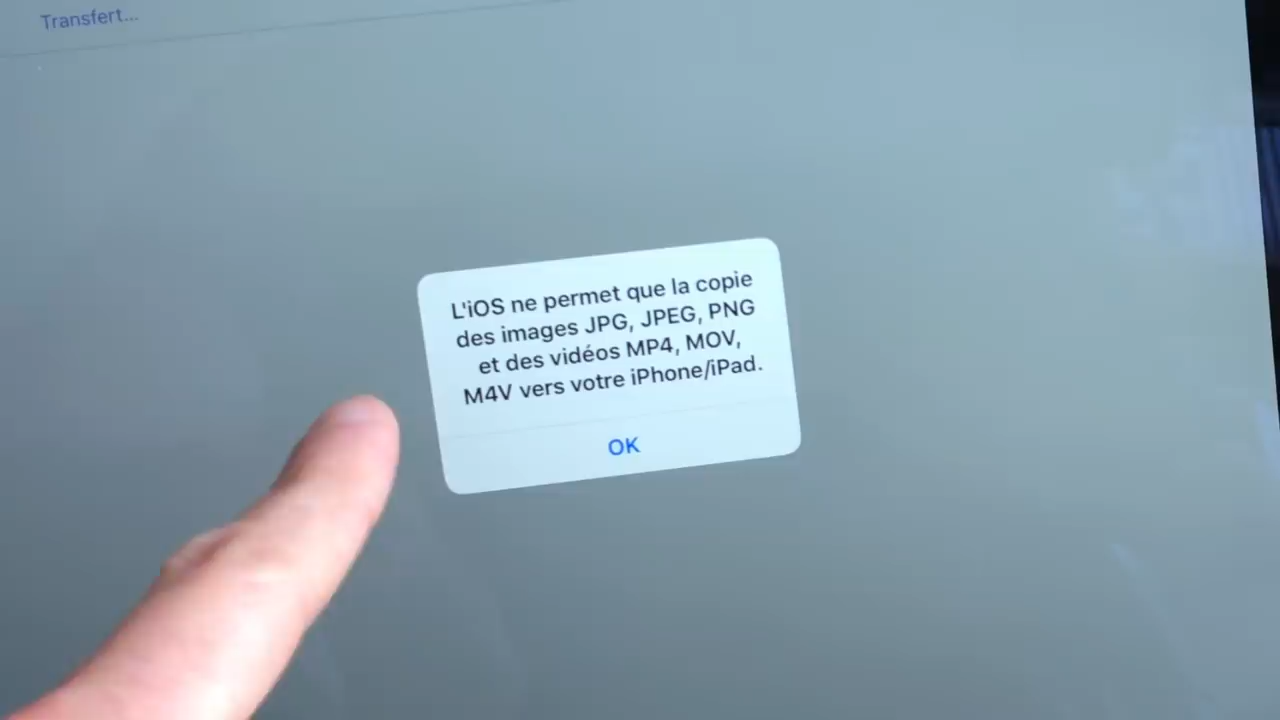 Transfert...
L'iOS ne permet que la copie
des images JPG, JPEG, PNG
et des vidéos MP4, MOV,
M4V vers votre iPhone/iPad.
OK